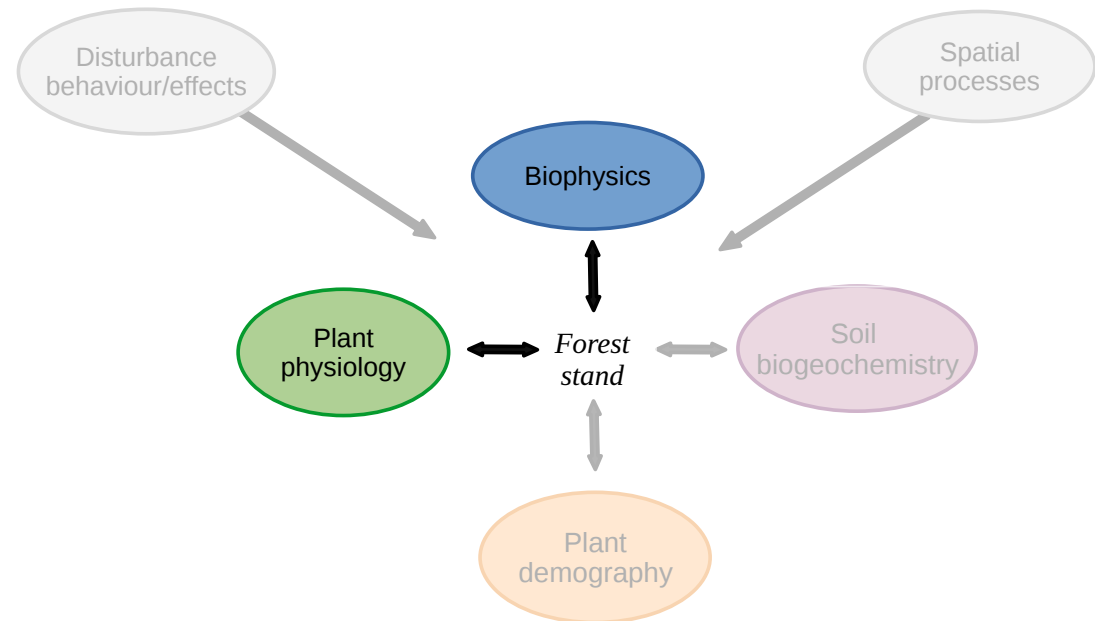 Disturbance
behaviour/effects
Spatial
processes
Biophysics
Plant
physiology
Forest
stand
Soil
biogeochemistry
Plant
demography